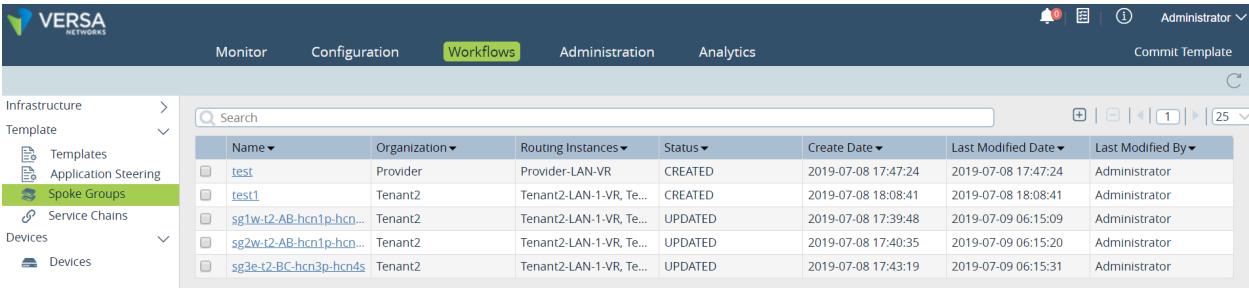 VERSA
NETWORKS
0
Administrator
Monitor Configuration Workflows Administration Analytics Commit Template
Infrastructure
Template
Templates
Application Steering
Spoke Groups
Service Chains
Devices
Devices
Search
1 25
Name Organization Routing Instances Status Create Date Last Modified Date Last Modified By
test Provider Provider-LAN-VR CREATED 2019-07-08 17:47:24 2019-07-08 17:47:24 Administrator
test1 Tenant2 Tenant2-LAN-1-VR, Te... CREATED 2019-07-08 18:08:41 2019-07-08 18:08:41 Administrator
sg1w-t2-AB-hcn1p-hcn... Tenant2 Tenant2-LAN-1-VR, Te... UPDATED 2019-07-08 17:39:48 2019-07-09 06:15:09 Administrator
sg2w-t2-AB-hcn1p-hcn... Tenant2 Tenant2-LAN-1-VR, Te... UPDATED 2019-07-08 17:40:35 2019-07-09 06:15:20 Administrator
sg3e-t2-BC-hcn3p-hcn4s Tenant2 Tenant2-LAN-1-VR, Te... UPDATED 2019-07-08 17:43:19 2019-07-09 06:15:31 Administrator